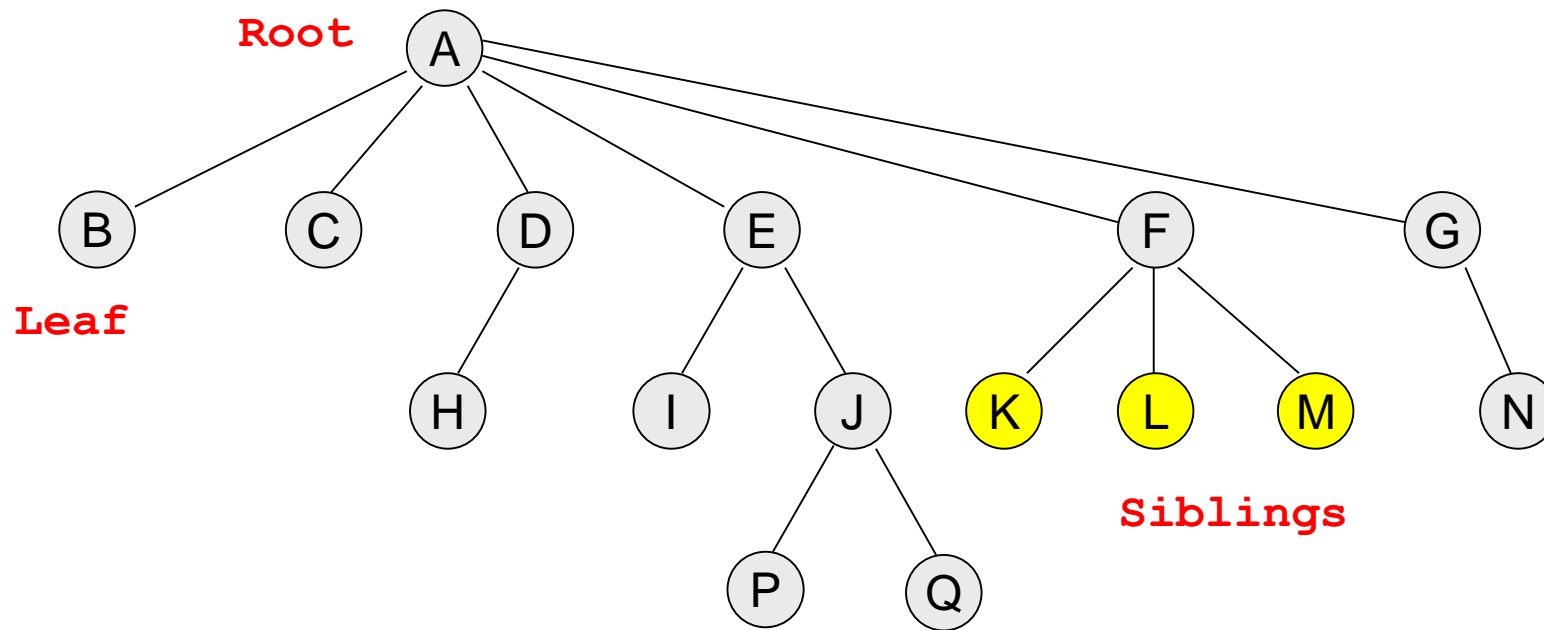 Root A
B C D E F G
Leaf
H I J K L M N
Siblings
P Q